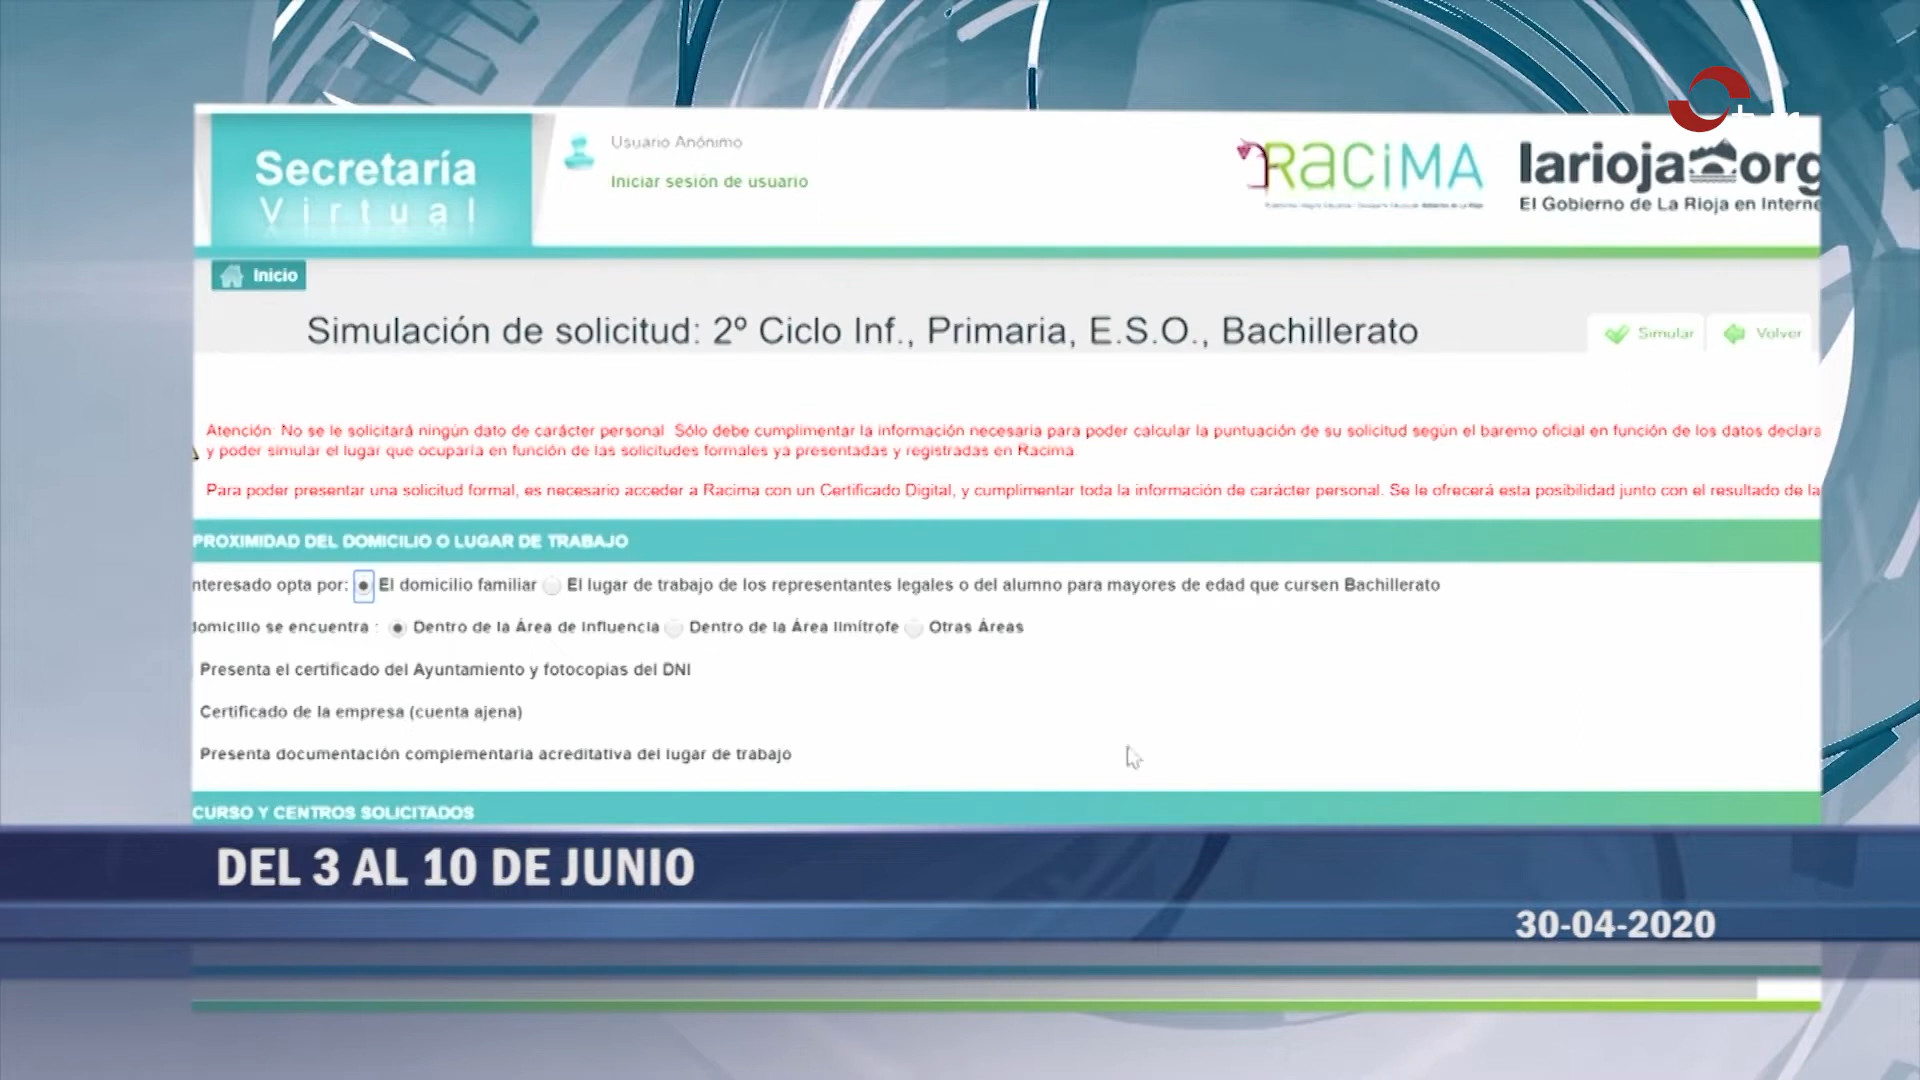 Secretaría
Virtual
Usuario Anónimo
Iniciar sesión de usuario
RACiMA
larioja org
El Gobierno de La Rioja en Interne
Inicio
Simulación de solicitud: 2º Ciclo Inf., Primaria, E.S.O., Bachillerato
Simular
Volver
Atención: No se le solicitará ningún dato de carácter personal. Sólo debe cumplimentar la información necesaria para poder calcular la puntuación de su solicitud según el baremo oficial en función de los datos declara
y poder simular el lugar que ocuparía en función de las solicitudes formales ya presentadas y registradas en Racima.
Para poder presentar una solicitud formal, es necesario acceder a Racima con un Certificado Digital, y cumplimentar toda la información de carácter personal. Se le ofrecerá esta posibilidad junto con el resultado de la
PROXIMIDAD DEL DOMICILIO O LUGAR DE TRABAJO
nteresado opta por: El domicilio familiar El lugar de trabajo de los representantes legales o del alumno para mayores de edad que cursen Bachillerato
domicilio se encuentra : Dentro de la Área de influencia Dentro de la Área limítrofe Otras Áreas
Presenta el certificado del Ayuntamiento y fotocopias del DNI
Certificado de la empresa (cuenta ajena)
Presenta documentación complementaria acreditativa del lugar de trabajo
CURSO Y CENTROS SOLICITADOS
DEL 3 AL 10 DE JUNIO
30-04-2020